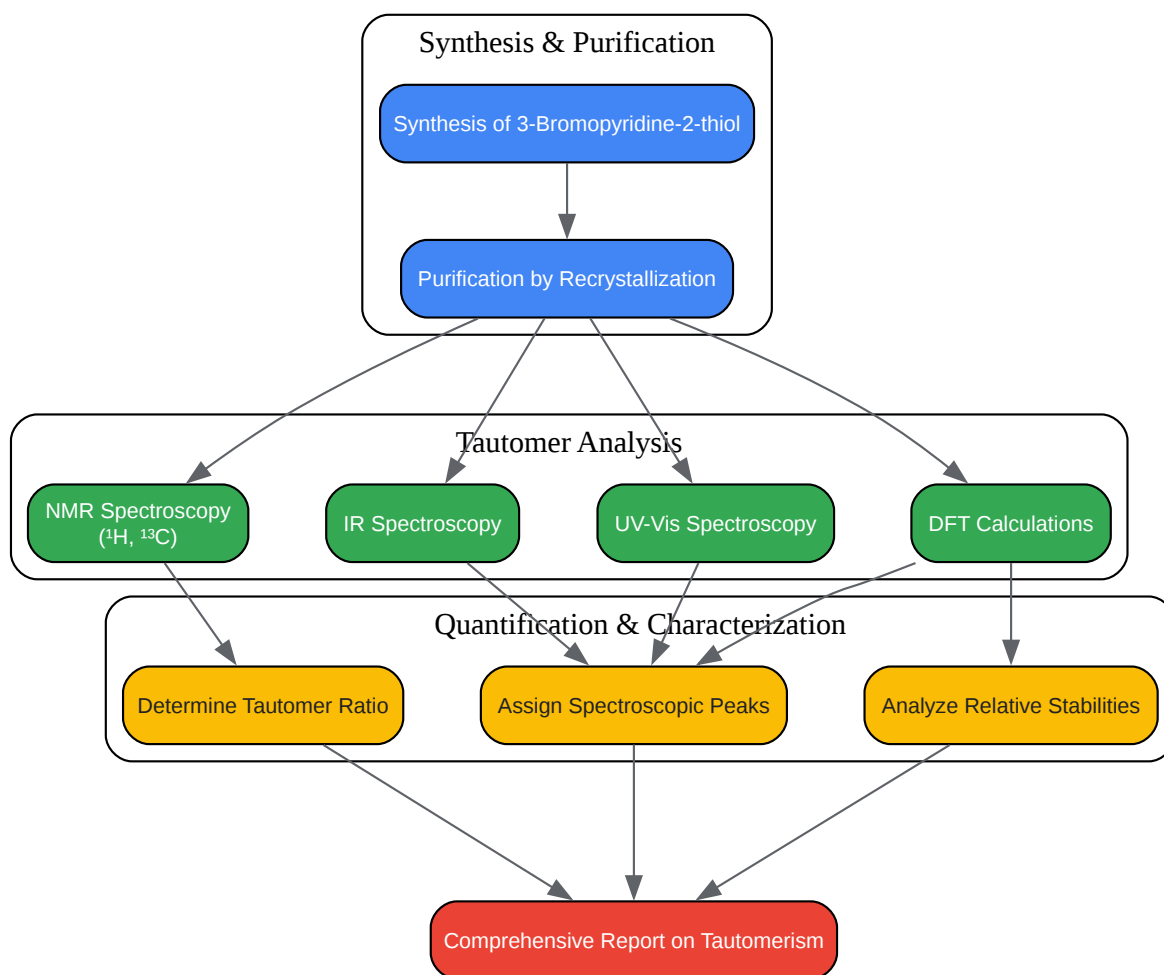 Synthesis & Purification
Synthesis of 3-Bromopyridine-2-thiol
Purification by Recrystallization
Tautomer Analysis
NMR Spectroscopy
(¹H, ¹³C)
IR Spectroscopy
UV-Vis Spectroscopy
DFT Calculations
Quantification & Characterization
Determine Tautomer Ratio
Assign Spectroscopic Peaks
Analyze Relative Stabilities
Comprehensive Report on Tautomerism